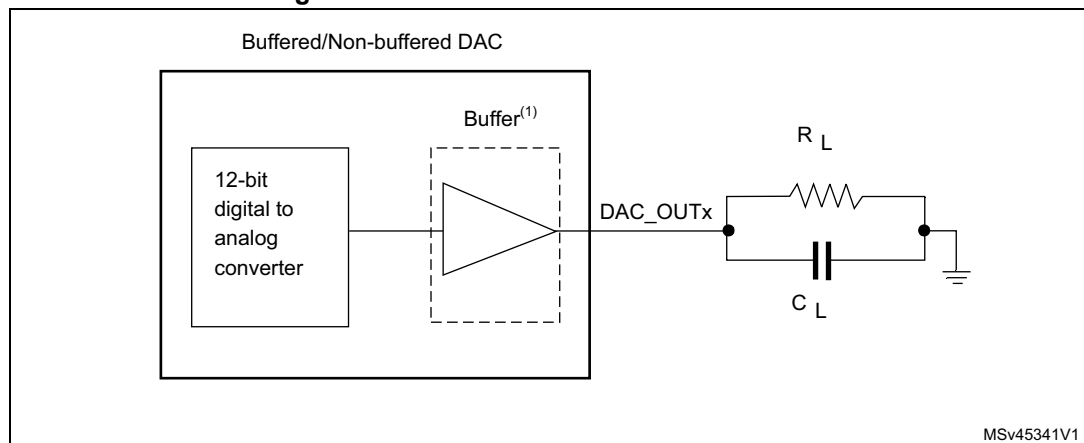 Buffered/Non-buffered DAC
Buffer(1)
12-bit
digital to
analog
converter
DAC_OUTx
R L
C L
MSv45341V1